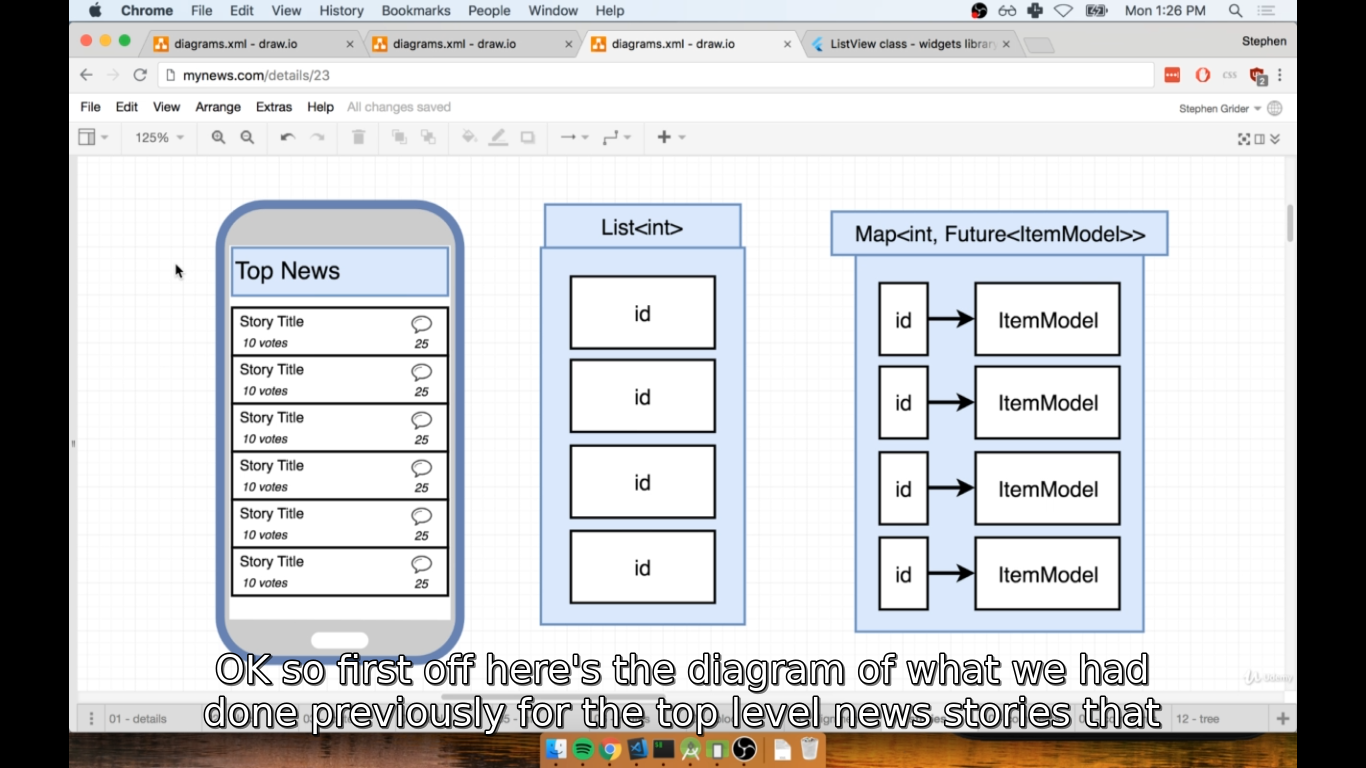 Chrome File Edit View History Bookmarks People Window Help Mon 1:26 PM
diagrams.xml - draw.io diagrams.xml - draw.io diagrams.xml - draw.io ListView class - widgets library Stephen
mynews.com/details/23
File Edit View Arrange Extras Help All changes saved Stephen Grider
125%
List<int>
Map<int, Future<ItemModel>>
Top News
Story Title
10 votes 25
Story Title
10 votes 25
Story Title
10 votes 25
Story Title
10 votes 25
Story Title
10 votes 25
Story Title
10 votes 25
id
id
id
id
id ItemModel
id ItemModel
id ItemModel
id ItemModel
OK so first off here's the diagram of what we had
done previously for the top level news stories that
Udemy
01 - details 12 - tree